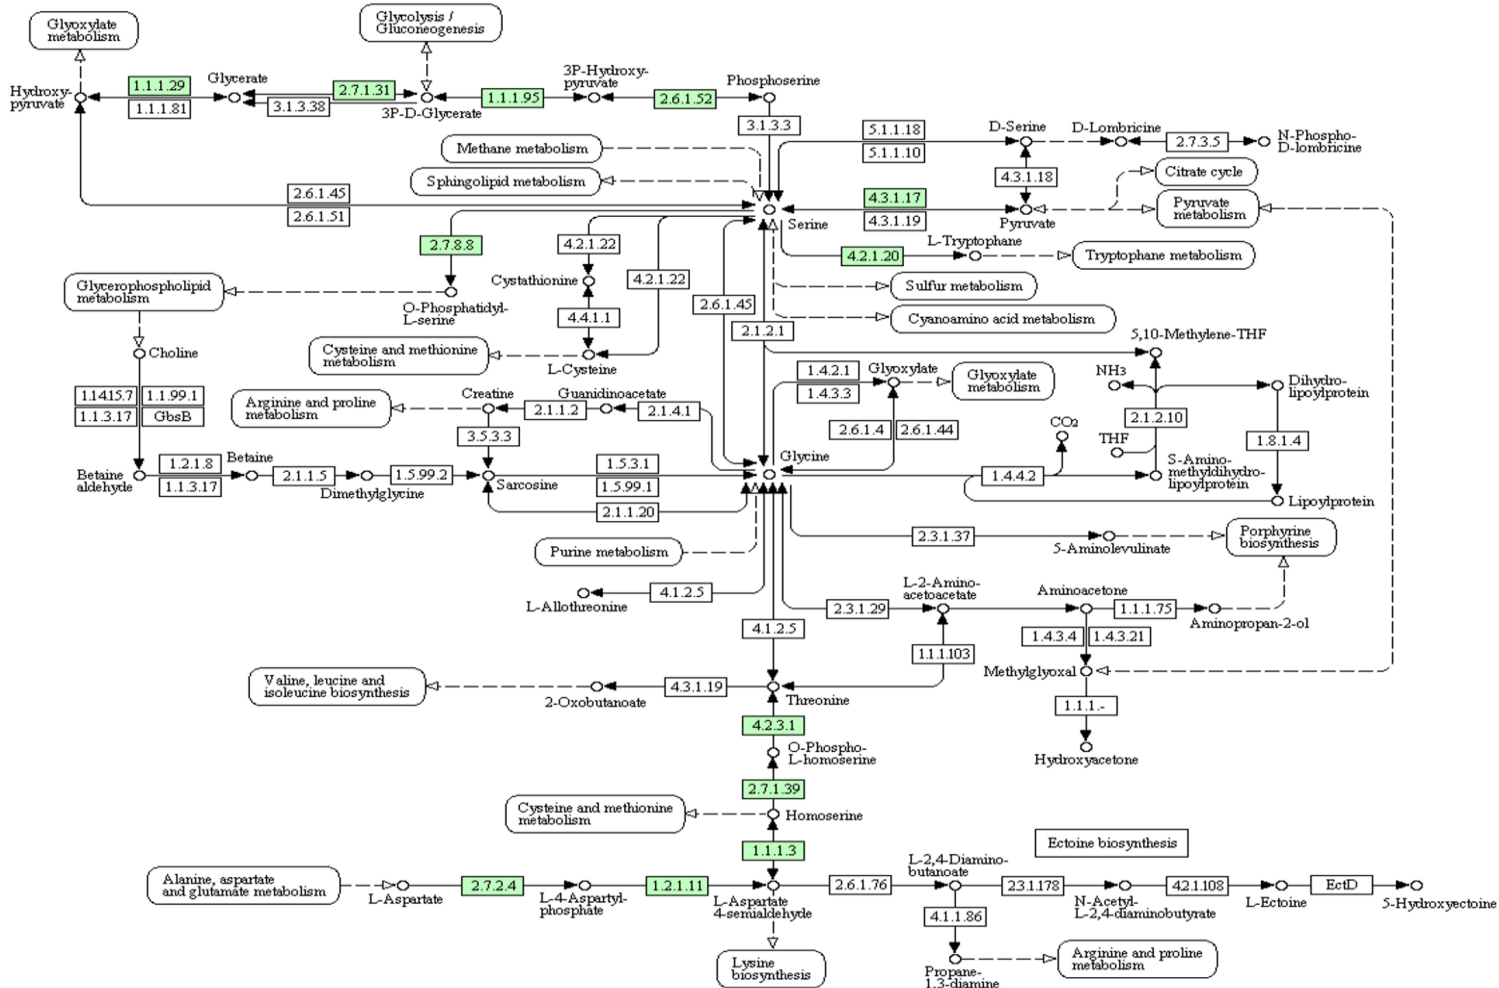 Glyoxylate
metabolism
Glycolysis /
Gluconeogenesis
Hydroxy-
pyruvate
1.1.1.29
1.1.1.81
Glycerate
2.7.1.31
3.1.3.38
3P-D-Glycerate
1.1.1.95
3P-Hydroxy-
pyruvate
2.6.1.52
Phosphoserine
3.1.3.3
Methane metabolism
Sphingolipid metabolism
5.1.1.18
5.1.1.10
D-Serine
D-Lombricine
2.7.3.5
N-Phospho-
D-lombricine
4.3.1.18
Citrate cycle
2.6.1.45
2.6.1.51
4.3.1.17
4.3.1.19
Pyruvate
Pyruvate
metabolism
Serine
2.7.8.8
4.2.1.22
4.2.1.20
L-Tryptophane
Tryptophane metabolism
Cystathionine
4.2.1.22
Glycerophospholipid
metabolism
O-Phosphatidyl-
L-serine
2.6.1.45
Sulfur metabolism
4.4.1.1
2.1.2.1
Cyanoamino acid metabolism
5,10-Methylene-THF
Choline
Cysteine and methionine
metabolism
L-Cysteine
1.14.15.7
1.1.99.1
1.1.3.17
GbsB
Arginine and proline
metabolism
Creatine
2.1.1.2
Guanidinoacetate
2.1.4.1
1.4.2.1
1.4.3.3
Glyoxylate
Glyoxylate
metabolism
NH3
Dihydro-
lipoylprotein
2.1.2.10
3.5.3.3
2.6.1.4
2.6.1.44
CO2
THF
1.8.1.4
Betaine
aldehyde
1.2.1.8
1.1.3.17
Betaine
2.1.1.5
Dimethylglycine
1.5.99.2
Sarcosine
1.5.3.1
1.5.99.1
2.1.1.20
Glycine
1.4.4.2
S-Amino-
methyldihydro-
lipoylprotein
Lipoylprotein
Purine metabolism
2.3.1.37
5-Aminolevulinate
Porphyrine
biosynthesis
L-Allothreonine
4.1.2.5
2.3.1.29
L-2-Amino-
acetoacetate
Aminoacetone
1.1.1.75
Aminopropan-2-ol
4.1.2.5
1.4.3.4
1.4.3.21
1.1.1.103
Methylglyoxal
Valine, leucine and
isoleucine biosynthesis
2-Oxobutanoate
4.3.1.19
Threonine
1.1.1.-
4.2.3.1
O-Phospho-
L-homoserine
Hydroxyacetone
2.7.1.39
Cysteine and methionine
metabolism
Homoserine
1.1.1.3
Ectoine biosynthesis
Alanine, aspartate
and glutamate metabolism
L-Aspartate
2.7.2.4
L-4-Aspartyl-
phosphate
1.2.1.11
L-Aspartate
4-semialdehyde
2.6.1.76
L-2,4-Diamino-
butanoate
2.3.1.178
N-Acetyl-
L-2,4-diaminobutyrate
4.2.1.108
L-Ectoine
EctD
5-Hydroxyectoine
4.1.1.86
Lysine
biosynthesis
Propane-
1,3-diamine
Arginine and proline
metabolism